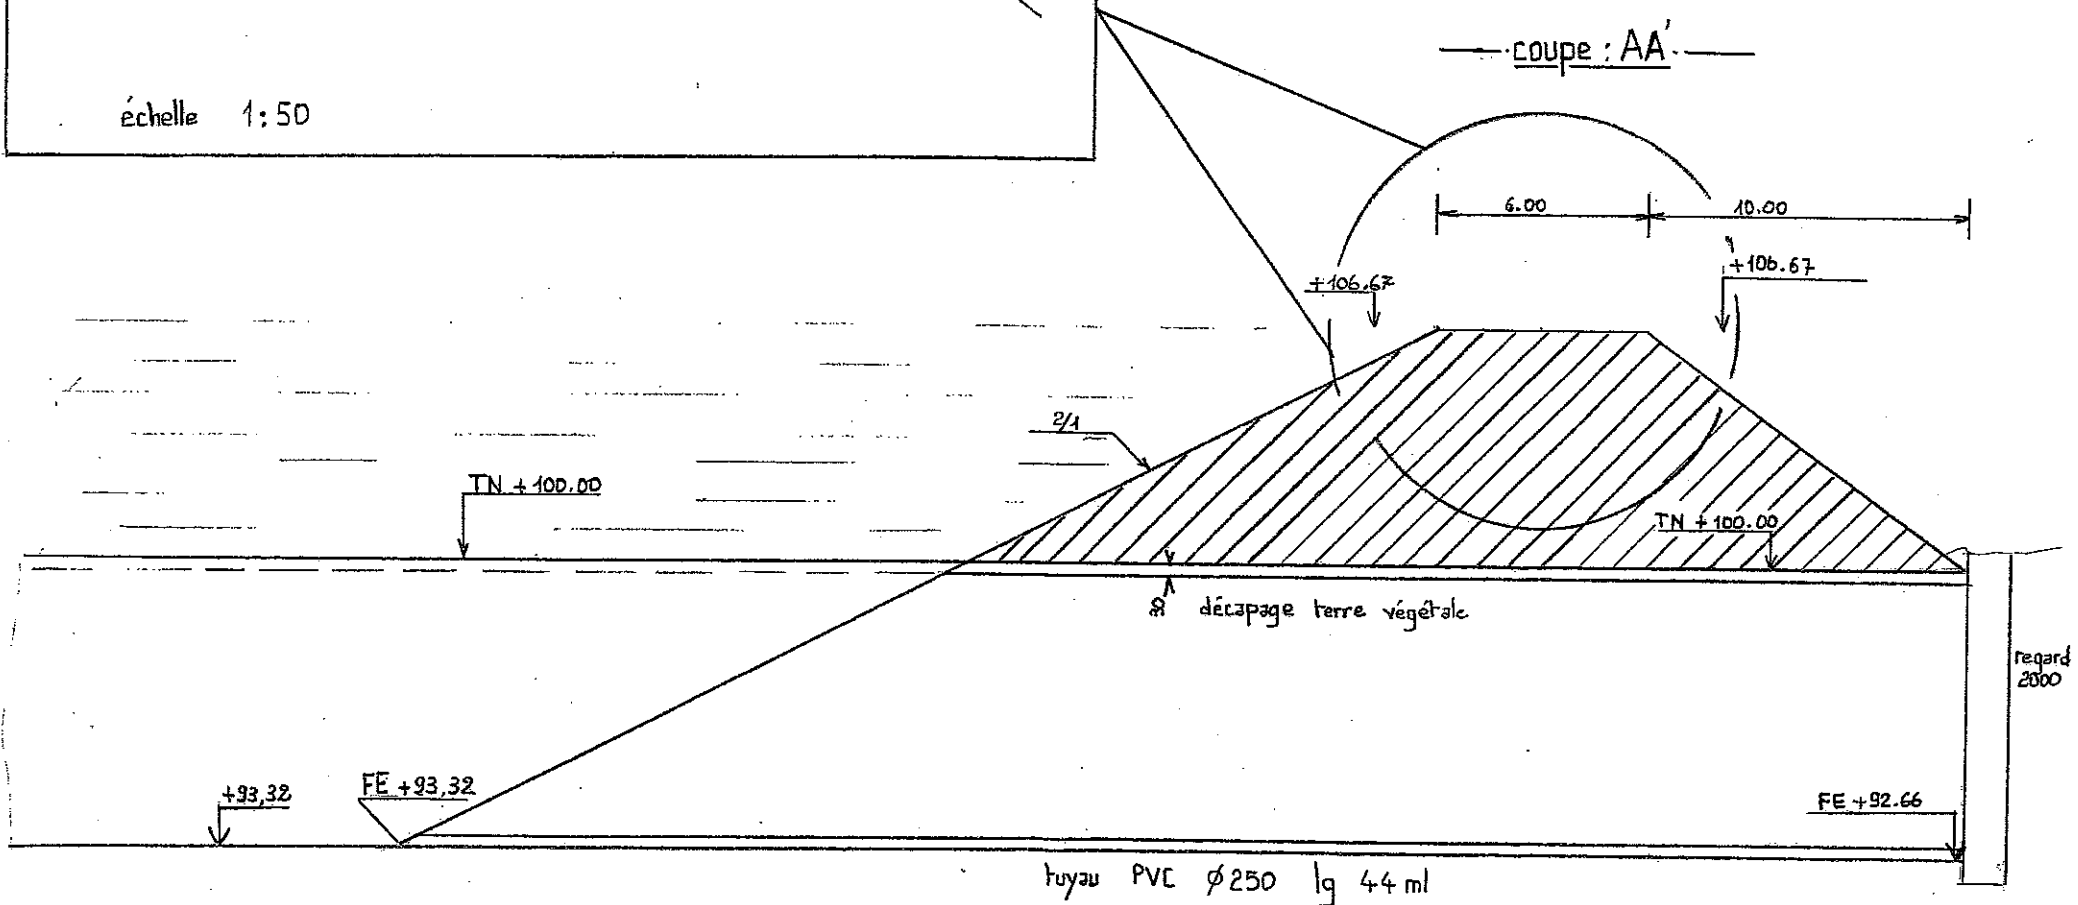 coupe : AA'
échelle 1:50
6.00
10.00
+106.67
+106.67
2/1
TN +100.00
TN +100.00
30
décapage terre végétale
regard
2000
+93,32
FE +93,32
FE +92.66
tuyau PVC Ø250 lg 44 ml